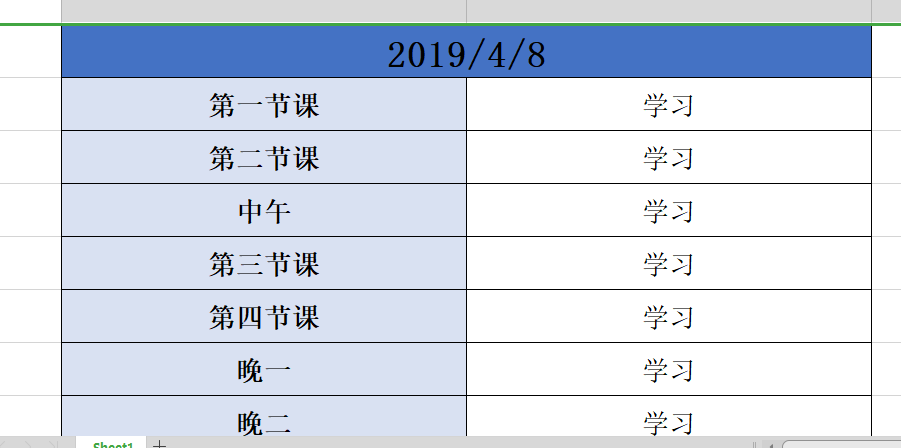 2019/4/8
第一节课 学习
第二节课 学习
中午 学习
第三节课 学习
第四节课 学习
晚一 学习
晚二 学习
Sheet1